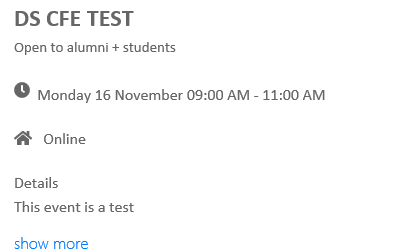 DS CFE TEST
Open to alumni + students
Monday 16 November 09:00 AM - 11:00 AM
Online
Details
This event is a test
show more